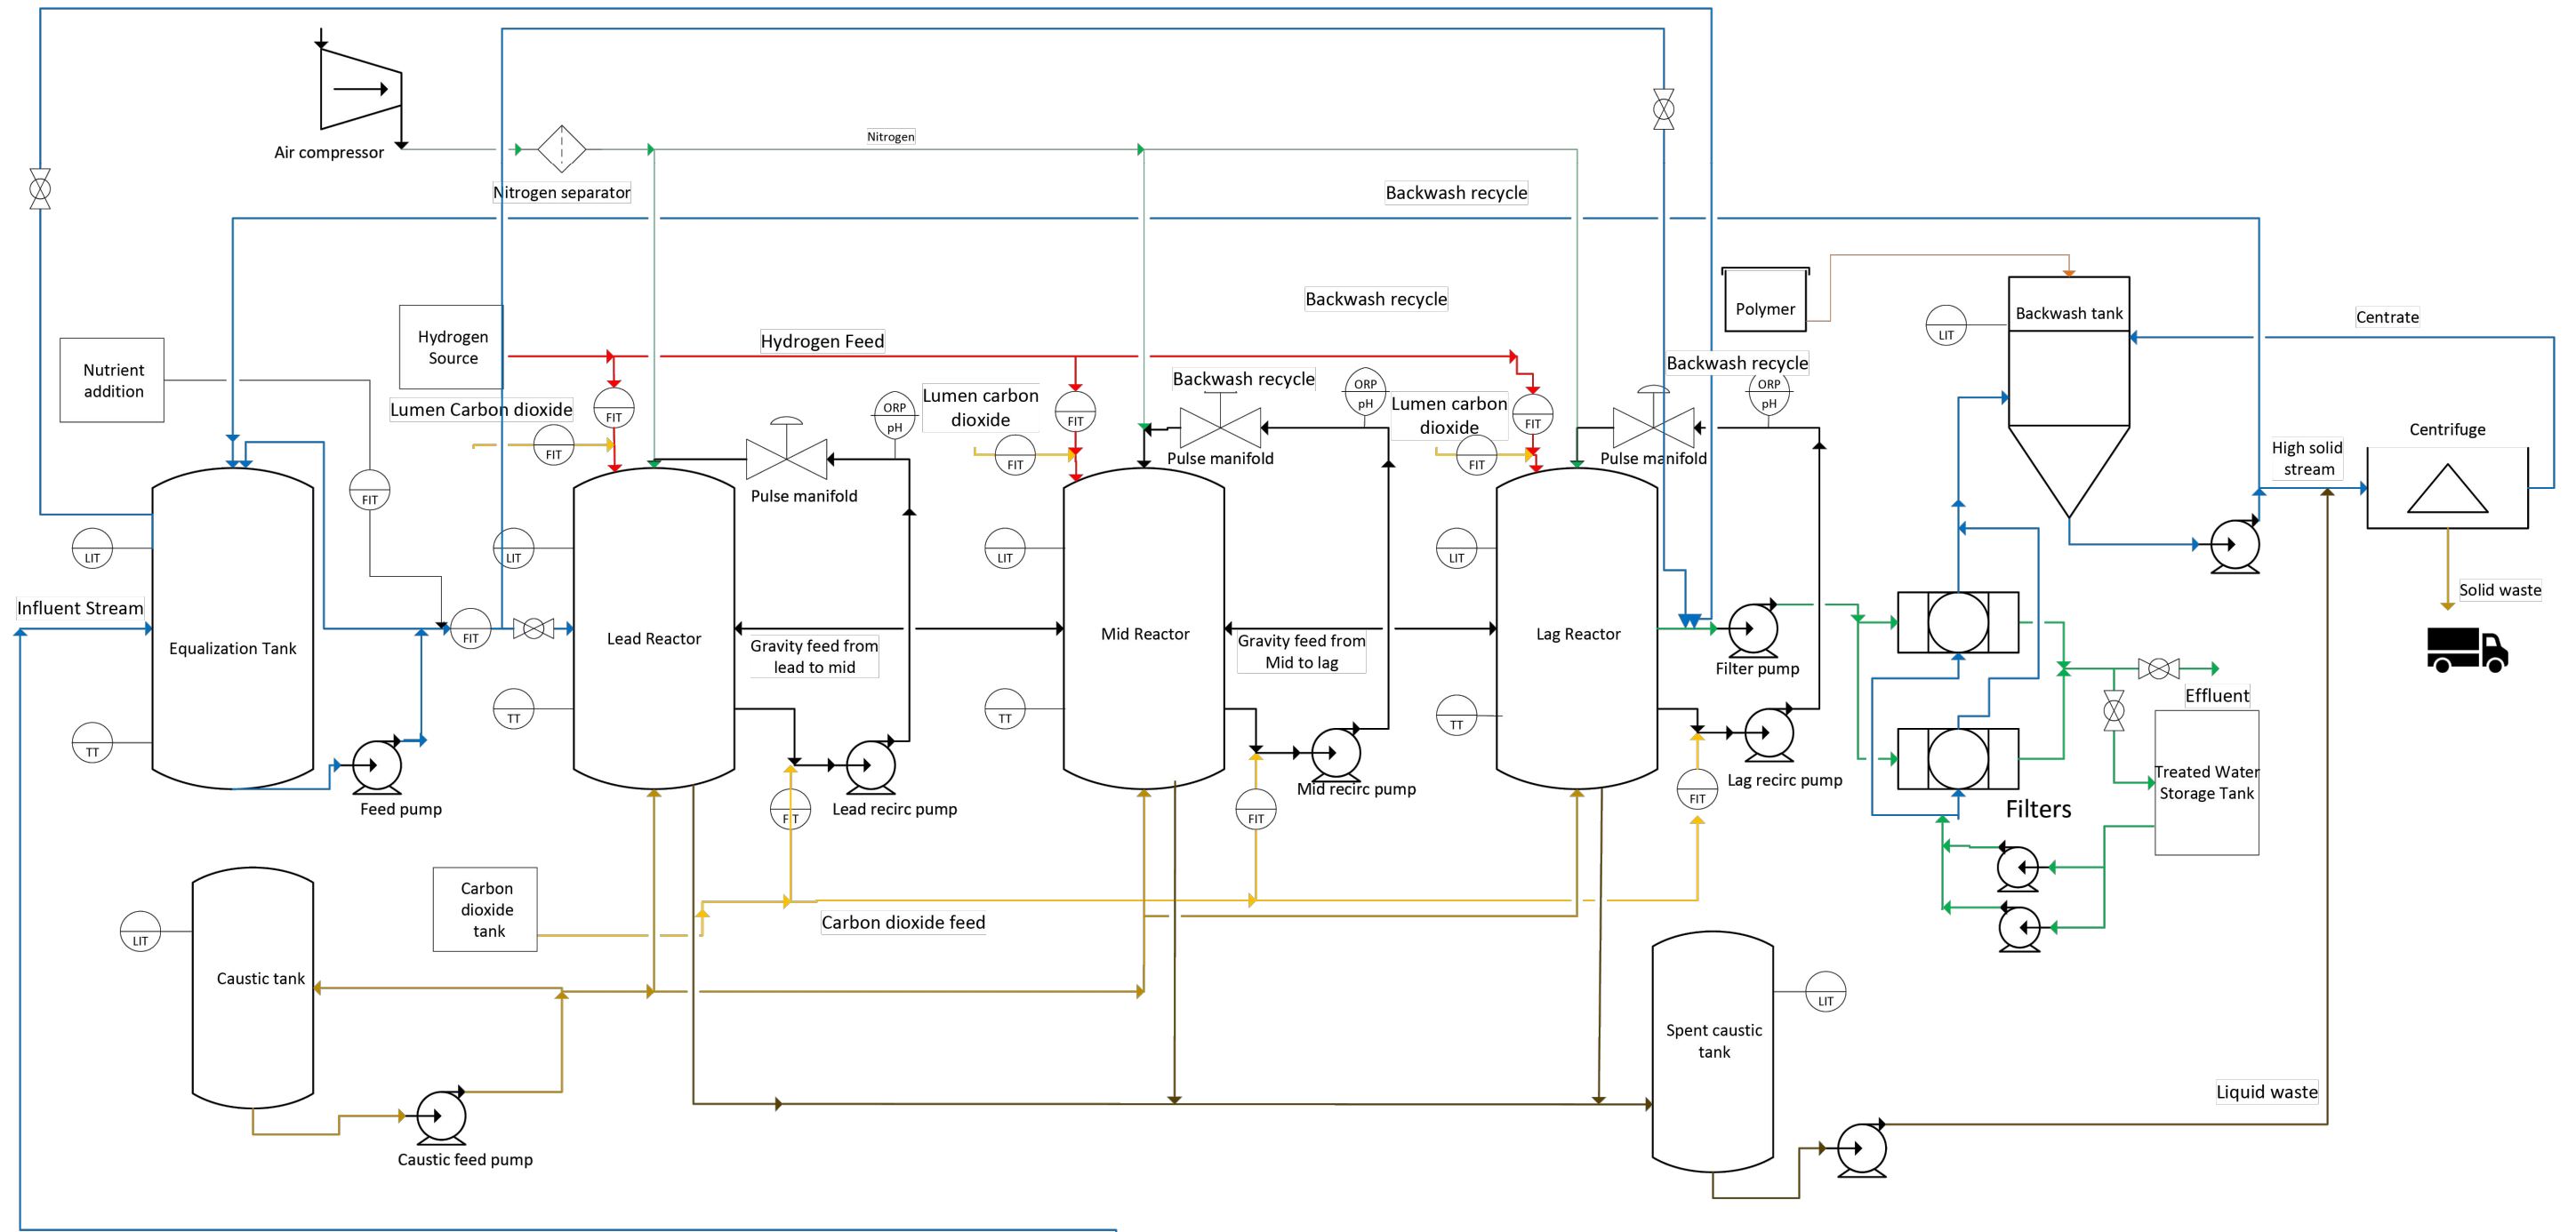 Air compressor
Nitrogen
Nitrogen separator
Backwash recycle
Polymer
Backwash tank
LIT
Centrate
Backwash recycle
Hydrogen
Source
Hydrogen Feed
Nutrient
addition
Backwash recycle
Backwash recycle
ORP
pH
ORP
pH
ORP
pH
Lumen Carbon dioxide
FIT
FIT
Lumen carbon
dioxide
FIT
FIT
Lumen carbon
dioxide
FIT
FIT
Pulse manifold
Pulse manifold
Pulse manifold
Centrifuge
High solid
stream
FIT
LIT
LIT
LIT
LIT
Solid waste
Influent Stream
Equalization Tank
FIT
Lead Reactor
Gravity feed from
lead to mid
Mid Reactor
Gravity feed from
Mid to lag
Lag Reactor
Filter pump
Effluent
TT
TT
TT
TT
Feed pump
FIT
Lead recirc pump
FIT
Mid recirc pump
FIT
Lag recirc pump
Filters
Treated Water
Storage Tank
Carbon
dioxide
tank
Carbon dioxide feed
LIT
Caustic tank
Caustic feed pump
Spent caustic
tank
LIT
Liquid waste